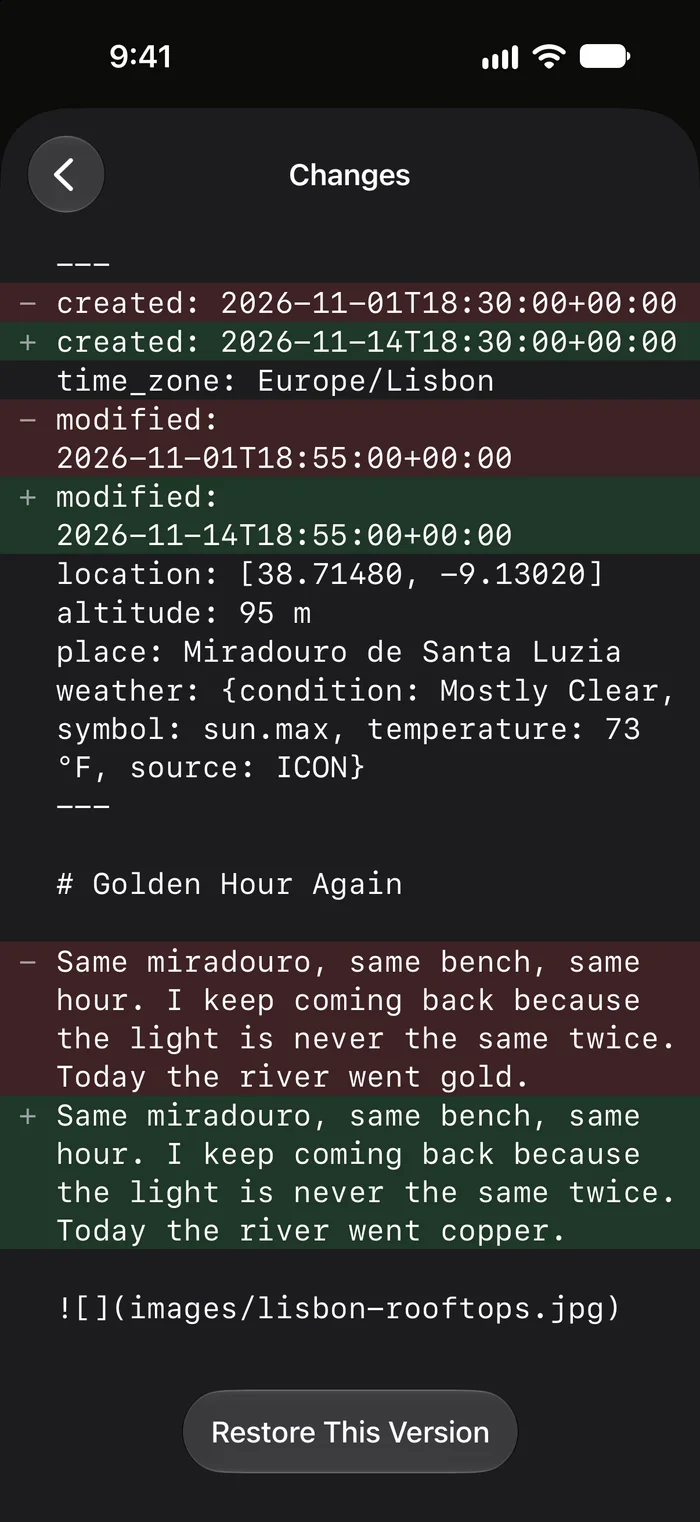 9:41
Changes
---
- created: 2026-11-01T18:30:00+00:00
+ created: 2026-11-14T18:30:00+00:00
time_zone: Europe/Lisbon
- modified:
2026-11-01T18:55:00+00:00
+ modified:
2026-11-14T18:55:00+00:00
location: [38.71480, -9.13020]
altitude: 95 m
place: Miradouro de Santa Luzia
weather: {condition: Mostly Clear,
symbol: sun.max, temperature: 73
°F, source: ICON}
---
# Golden Hour Again
- Same miradouro, same bench, same
hour. I keep coming back because
the light is never the same twice.
Today the river went gold.
+ Same miradouro, same bench, same
hour. I keep coming back because
the light is never the same twice.
Today the river went copper.
![](images/lisbon-rooftops.jpg)
Restore This Version